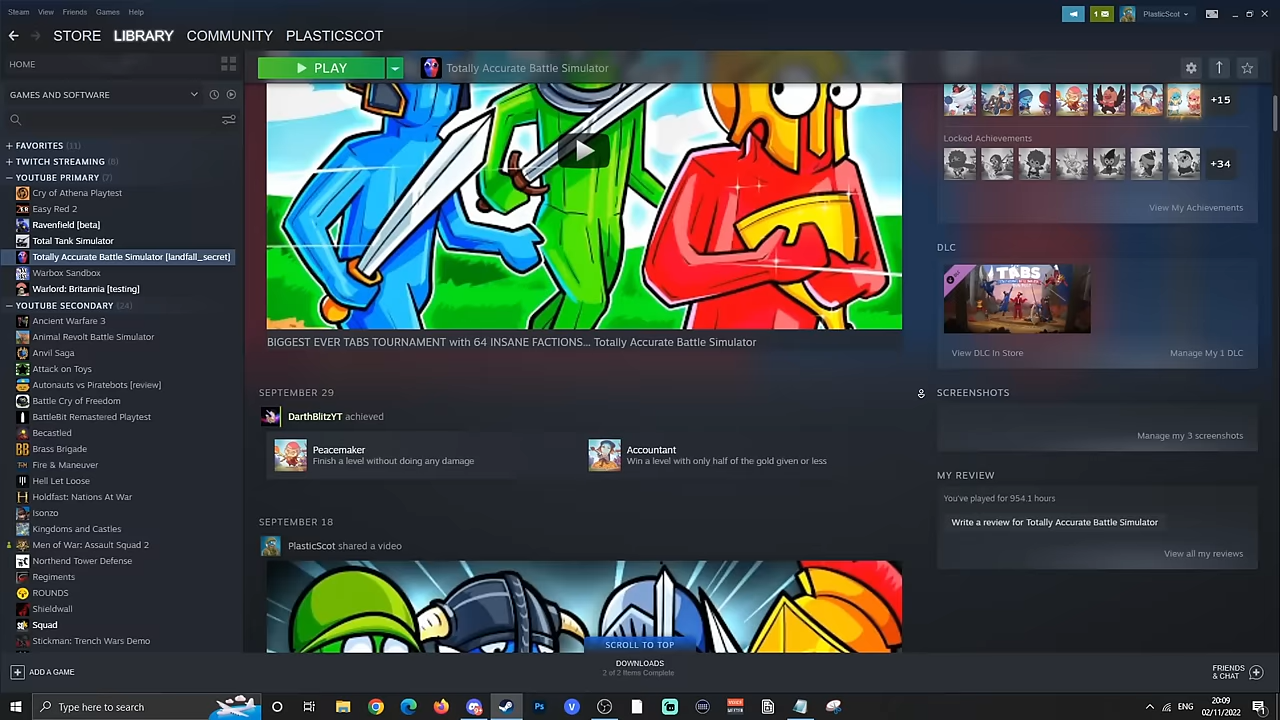 Steam View Friends Games Help
1
PlasticScot
STORE LIBRARY COMMUNITY PLASTICSCOT
HOME
PLAY
Totally Accurate Battle Simulator
GAMES AND SOFTWARE
+ FAVORITES (11)
+ TWITCH STREAMING (6)
— YOUTUBE PRIMARY (7)
Cry of Athena Playtest
Easy Red 2
Ravenfield [beta]
Total Tank Simulator
Totally Accurate Battle Simulator [landfall_secret]
Warbox Sandbox
Warlord: Britannia [testing]
— YOUTUBE SECONDARY (24)
Ancient Warfare 3
Animal Revolt Battle Simulator
Anvil Saga
Attack on Toys
Autonauts vs Piratebots [review]
Battle Cry of Freedom
BattleBit Remastered Playtest
Becastled
Brass Brigade
Fire & Maneuver
Hell Let Loose
Holdfast: Nations At War
Isonzo
Kingdoms and Castles
Men of War: Assault Squad 2
Northend Tower Defense
Regiments
ROUNDS
Shieldwall
Squad
Stickman: Trench Wars Demo
BIGGEST EVER TABS TOURNAMENT with 64 INSANE FACTIONS... Totally Accurate Battle Simulator
SEPTEMBER 29
DarthBlitzYT achieved
Peacemaker
Finish a level without doing any damage
Accountant
Win a level with only half of the gold given or less
SEPTEMBER 18
PlasticScot shared a video
SCROLL TO TOP
+15
Locked Achievements
+34
View My Achievements
DLC
TABS
View DLC In Store
Manage My 1 DLC
SCREENSHOTS
Manage my 3 screenshots
MY REVIEW
You've played for 954.1 hours
Write a review for Totally Accurate Battle Simulator
View all my reviews
ADD A GAME
DOWNLOADS
2 of 2 Items Complete
FRIENDS
& CHAT
Type here to search
ENG
20:09
02/11/2022